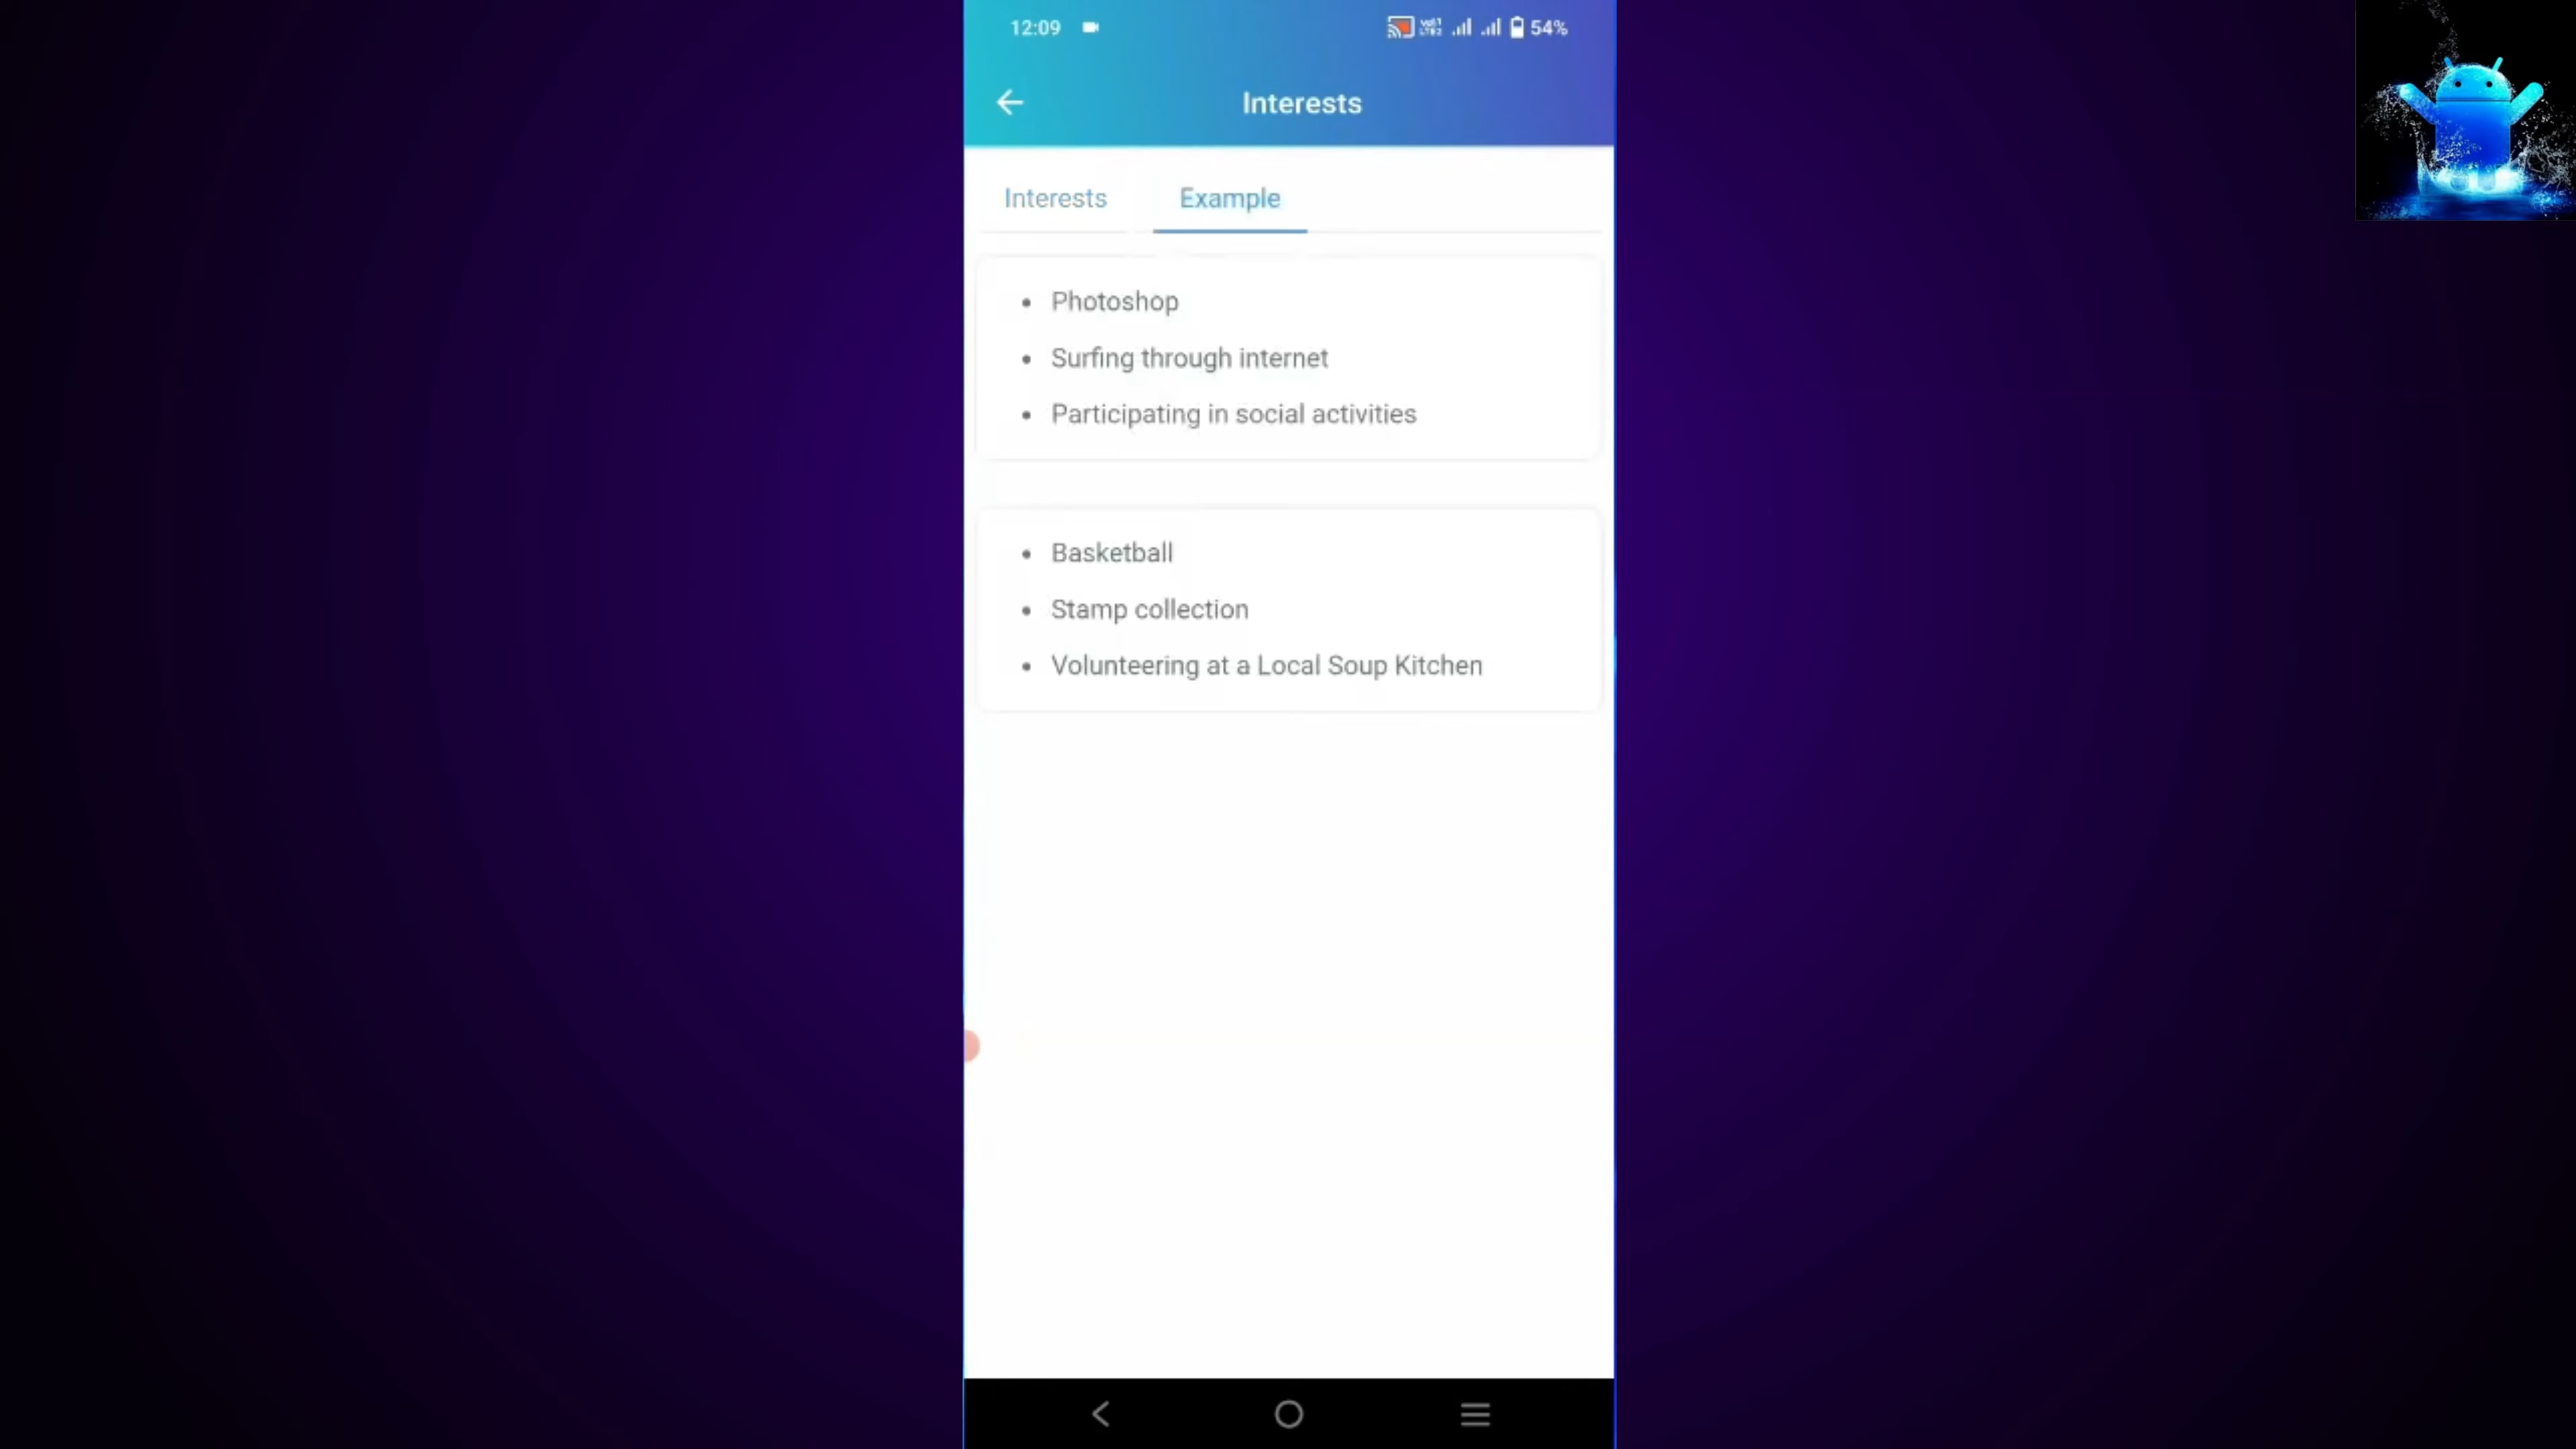 12:09
54%
Interests
Interests
Example
Photoshop
Surfing through internet
Participating in social activities
Basketball
Stamp collection
Volunteering at a Local Soup Kitchen